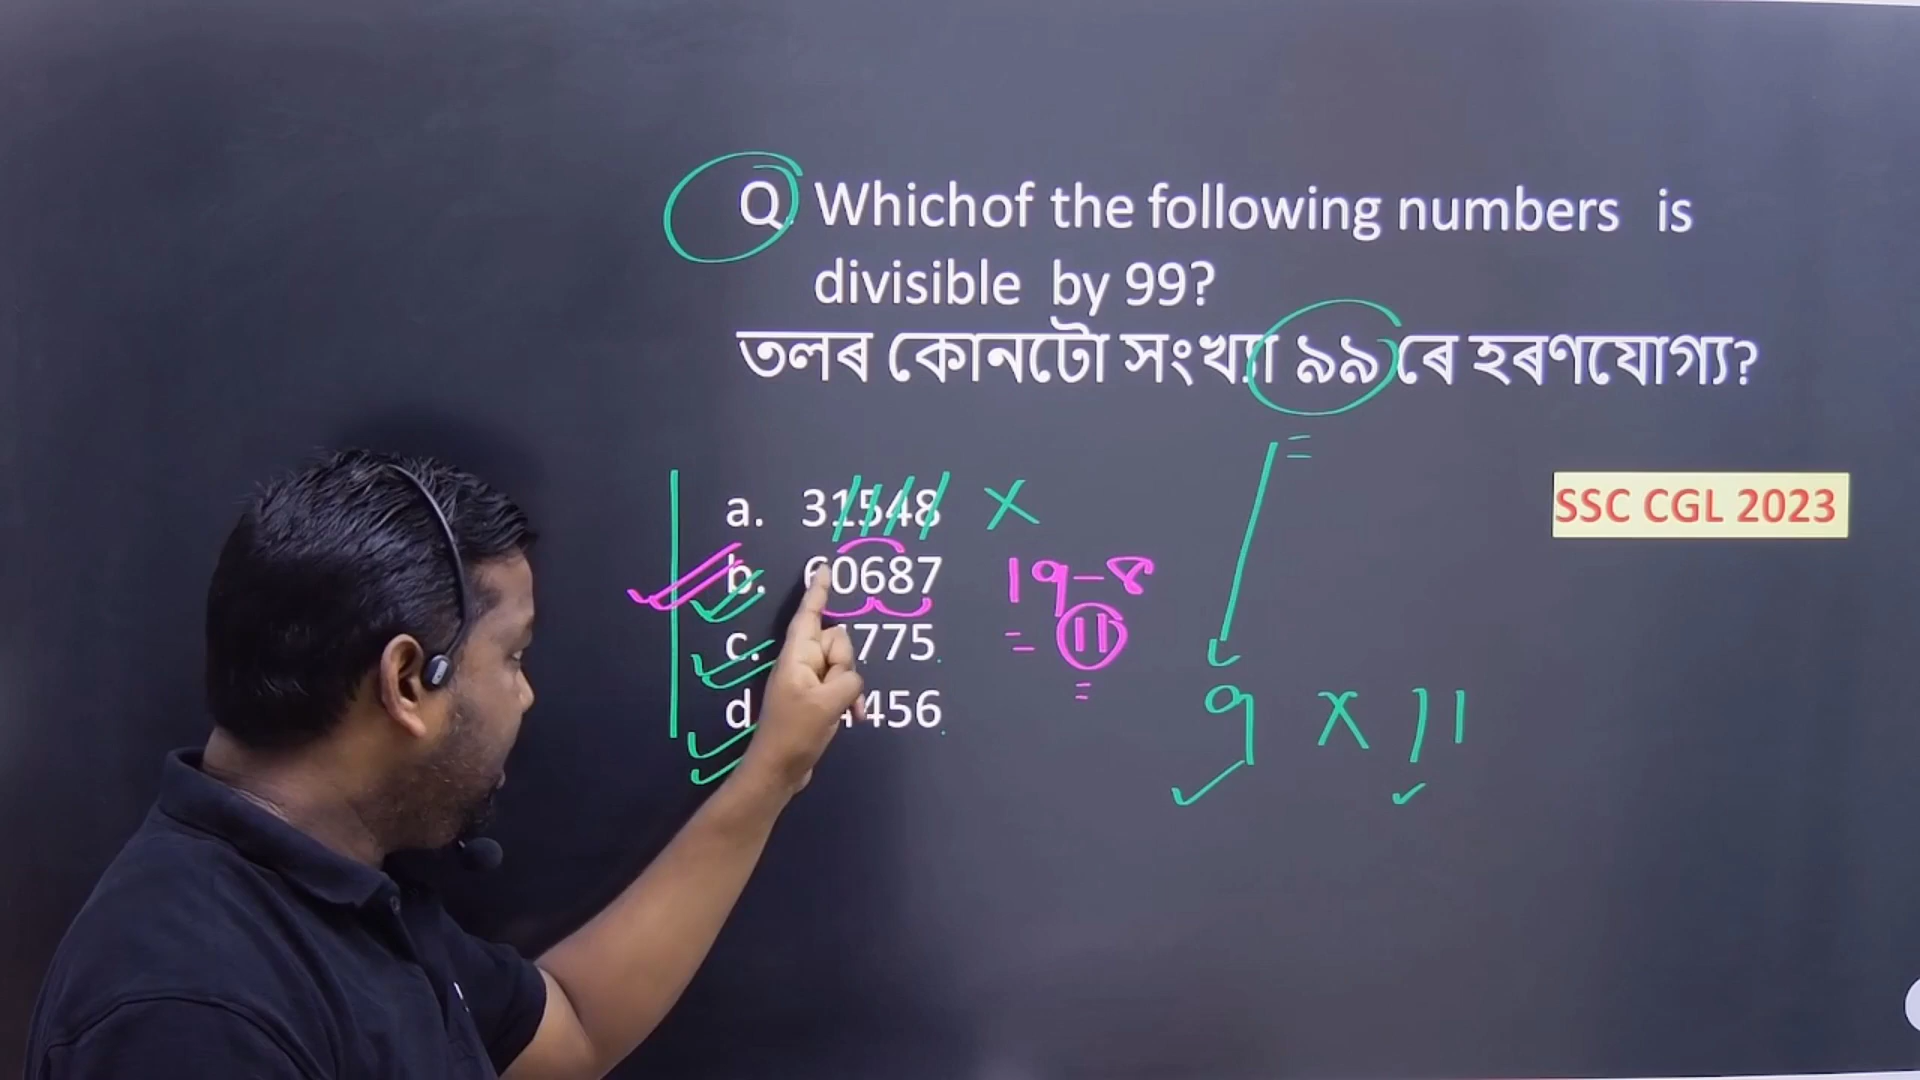 Q. Whichof the following numbers is
divisible by 99?
তলৰ কোনটো সংখ্যা ৯৯ ৰে হৰণযোগ্য?
SSC CGL 2023
a. 31548 X
b. 60687 19-8
c. 775 = 11
d 456
=
9 X 11